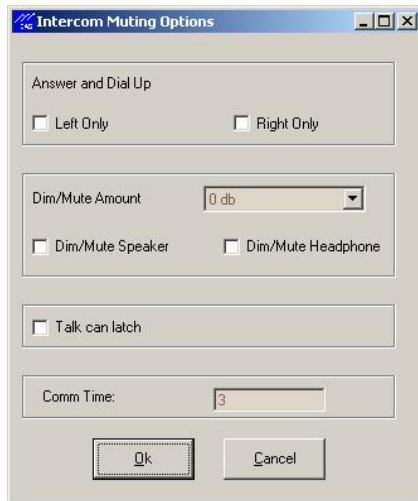 Intercom Muting Options
Answer and Dial Up
Left Only Right Only
Dim/Mute Amount 0 db
Dim/Mute Speaker Dim/Mute Headphone
Talk can latch
Comm Time: 3
Ok Cancel